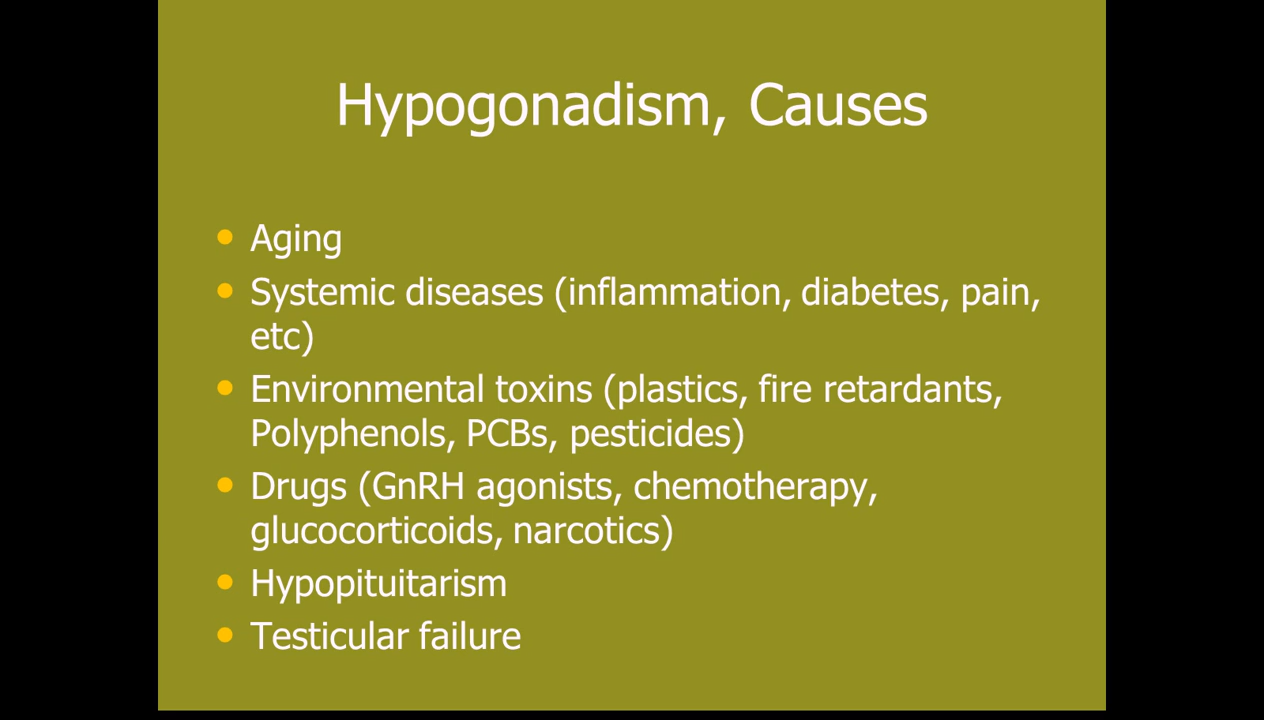 Hypogonadism, Causes
• Aging
• Systemic diseases (inflammation, diabetes, pain,
etc)
• Environmental toxins (plastics, fire retardants,
Polyphenols, PCBs, pesticides)
• Drugs (GnRH agonists, chemotherapy,
glucocorticoids, narcotics)
• Hypopituitarism
• Testicular failure